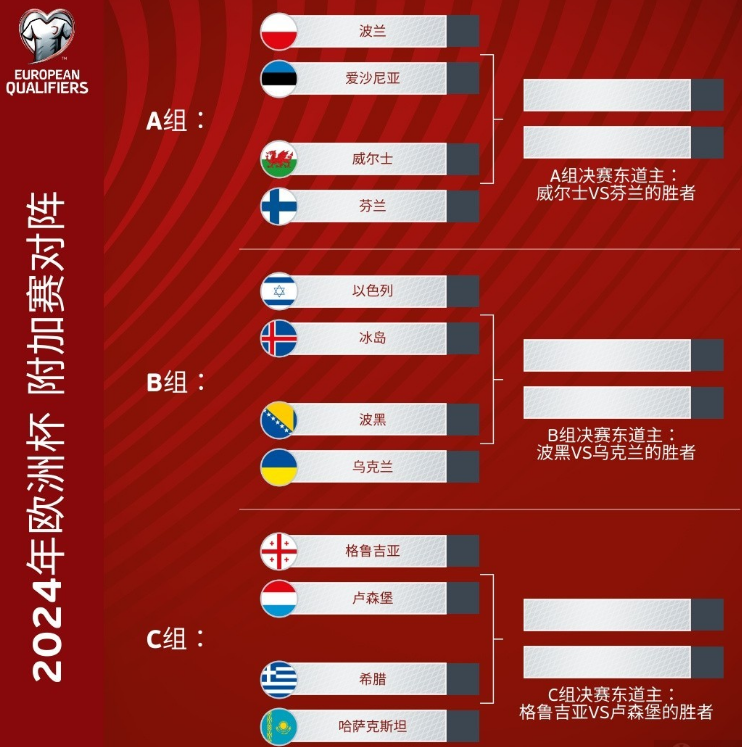 EUROPEAN
QUALIFIERS
2024年欧洲杯 附加赛对阵
A组：
波兰
爱沙尼亚
威尔士
芬兰
A组决赛东道主：
威尔士VS芬兰的胜者
B组：
以色列
冰岛
波黑
乌克兰
B组决赛东道主：
波黑VS乌克兰的胜者
C组：
格鲁吉亚
卢森堡
希腊
哈萨克斯坦
C组决赛东道主：
格鲁吉亚VS卢森堡的胜者